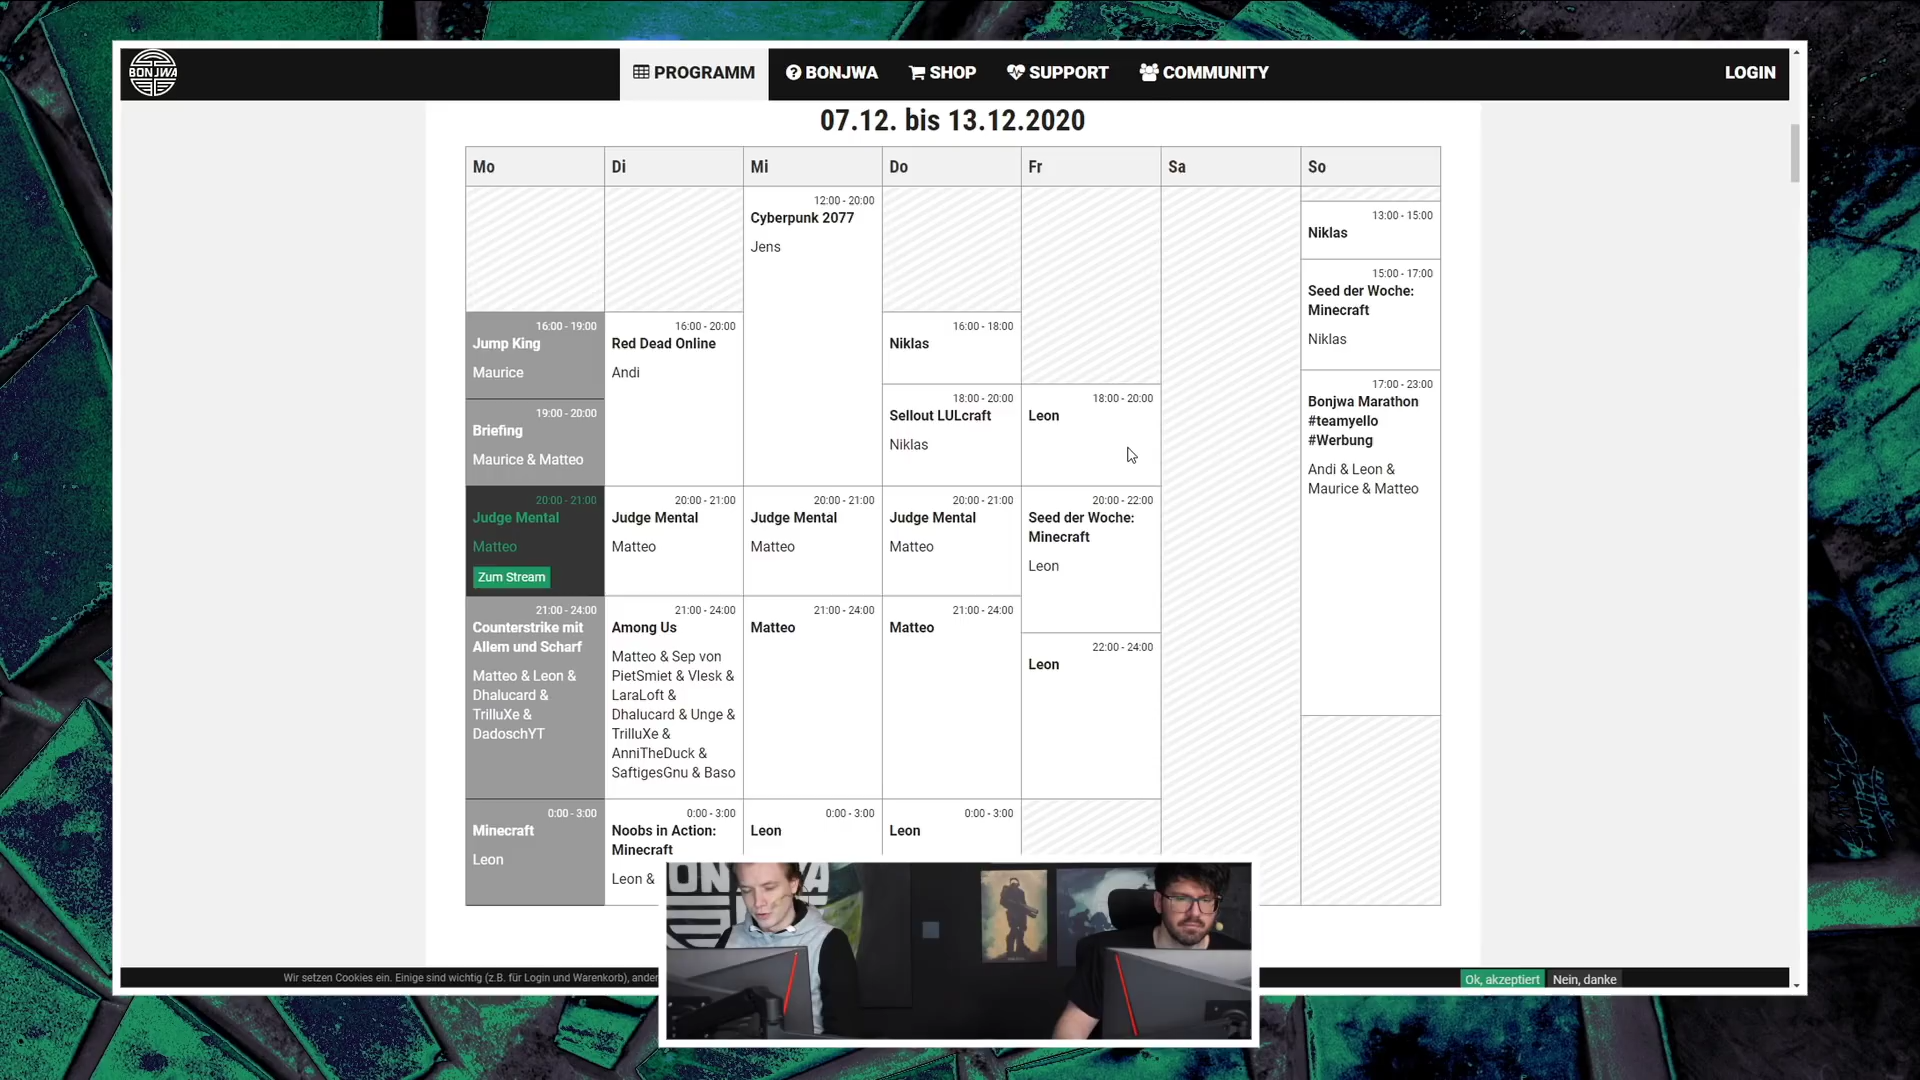 BONJWA
PROGRAMM
BONJWA
SHOP
SUPPORT
COMMUNITY
LOGIN
07.12. bis 13.12.2020
Mo
Di
Mi
Do
Fr
Sa
So
16:00 - 19:00
Jump King
Maurice
19:00 - 20:00
Briefing
Maurice & Matteo
20:00 - 21:00
Judge Mental
Matteo
Zum Stream
21:00 - 24:00
Counterstrike mit
Allem und Scharf
Matteo & Leon &
Dhalucard &
TrilluXe &
DadoschYT
0:00 - 3:00
Minecraft
Leon
16:00 - 20:00
Red Dead Online
Andi
20:00 - 21:00
Judge Mental
Matteo
21:00 - 24:00
Among Us
Matteo & Sep von
PietSmiet & Vlesk &
LaraLoft &
Dhalucard & Unge &
TrilluXe &
AnniTheDuck &
SaftigesGnu & Baso
0:00 - 3:00
Noobs in Action:
Minecraft
Leon &
12:00 - 20:00
Cyberpunk 2077
Jens
20:00 - 21:00
Judge Mental
Matteo
21:00 - 24:00
Matteo
0:00 - 3:00
Leon
16:00 - 18:00
Niklas
18:00 - 20:00
Sellout LULcraft
Niklas
20:00 - 21:00
Judge Mental
Matteo
21:00 - 24:00
Matteo
0:00 - 3:00
Leon
18:00 - 20:00
Leon
20:00 - 22:00
Seed der Woche:
Minecraft
Leon
22:00 - 24:00
Leon
13:00 - 15:00
Niklas
15:00 - 17:00
Seed der Woche:
Minecraft
Niklas
17:00 - 23:00
Bonjwa Marathon
#teamyello
#Werbung
Andi & Leon &
Maurice & Matteo
Wir setzen Cookies ein. Einige sind wichtig (z.B. für Login und Warenkorb), ander
Ok, akzeptiert
Nein, danke